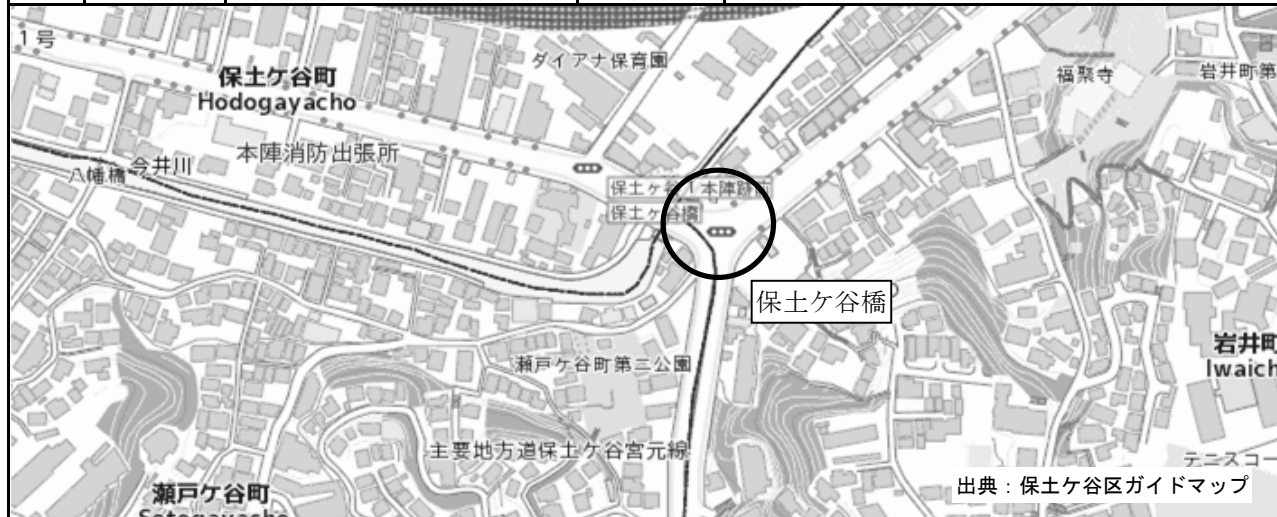 1号
保土ケ谷町
Hodogayacho
ダイアナ保育園
福聚寺
岩井町第
本陣消防出張所
今井川
八幡橋
保土ケ谷1本陣跡前
保土ケ谷橋
保土ケ谷橋
岩井町
Iwaich
瀬戸ケ谷町第二公園
主要地方道保土ケ谷宮元線
テニスコー
出典：保土ケ谷区ガイドマップ
瀬戸ケ谷町
Setogayacho